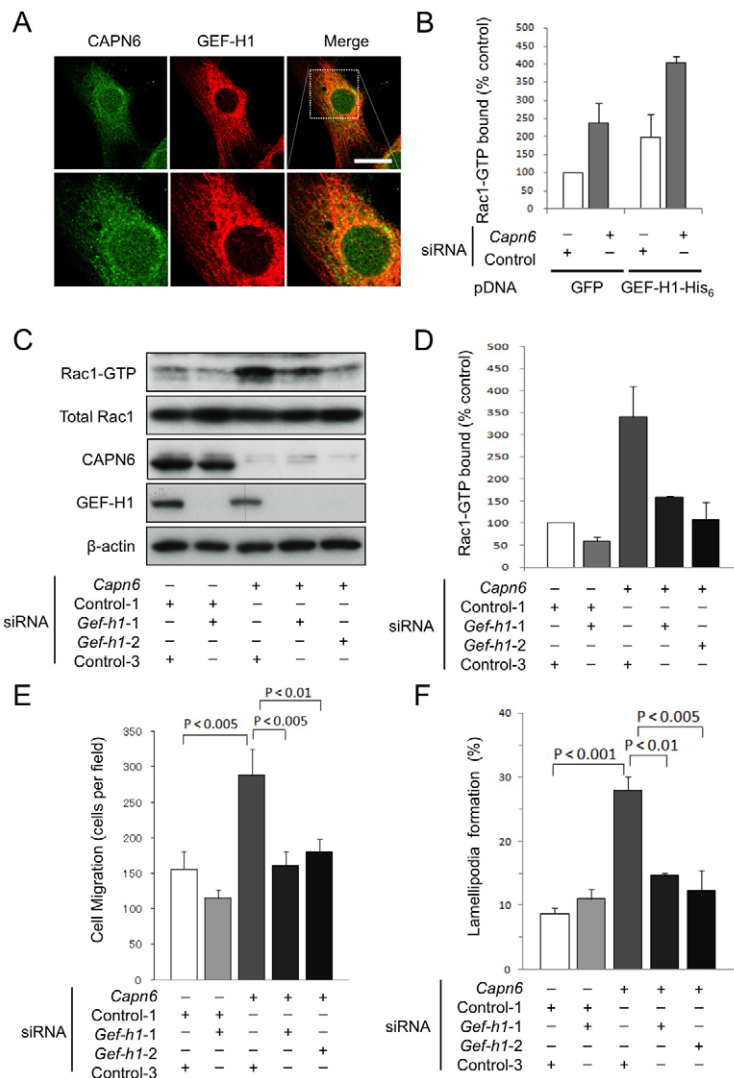 A
CAPN6 GEF-H1 Merge
B
Rac1-GTP bound (% control)
500
450
400
350
300
250
200
150
100
50
0
siRNA
Capn6 – + – +
Control + – + –
pDNA GFP GEF-H1-His6
C
Rac1-GTP
Total Rac1
CAPN6
GEF-H1
β-actin
siRNA
Capn6 – – + + +
Control-1 + + – – –
Gef-h1-1 – + – + –
Gef-h1-2 – – – – +
Control-3 + – + – –
D
Rac1-GTP bound (% control)
500
450
400
350
300
250
200
150
100
50
0
siRNA
Capn6 – – + + +
Control-1 + + – – –
Gef-h1-1 – + – + –
Gef-h1-2 – – – – +
Control-3 + – + – –
E
Cell Migration (cells per field)
350
300
250
200
150
100
50
0
P < 0.01
P < 0.005
P < 0.005
siRNA
Capn6 – – + + +
Control-1 + + – – –
Gef-h1-1 – + – + –
Gef-h1-2 – – – – +
Control-3 + – + – –
F
Lamellipodia formation (%)
40
30
20
10
0
P < 0.005
P < 0.001
P < 0.01
siRNA
Capn6 – – + + +
Control-1 + + – – –
Gef-h1-1 – + – + –
Gef-h1-2 – – – – +
Control-3 + – + – –